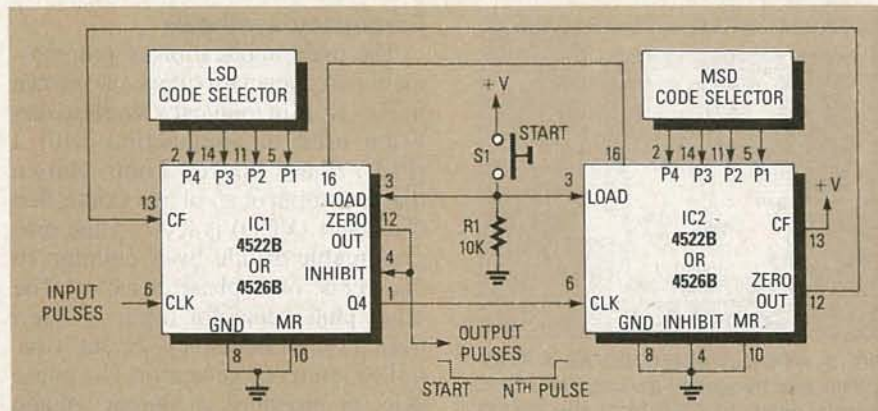 LSD
CODE SELECTOR
MSD
CODE SELECTOR
+V
START
S1
R1
10K
2 14 11 5
P4 P3 P2 P1
16
13
CF
LOAD
3
ZERO
OUT
12
IC1
4522B
OR
4526B
INHIBIT
4
INPUT
PULSES
6
CLK
Q4
1
GND
MR
8
10
OUTPUT
PULSES
START
NTH PULSE
16
2 14 11 5
P4 P3 P2 P1
3
LOAD
+V
CF
13
IC2
4522B
OR
4526B
ZERO
OUT
12
6
CLK
GND INHIBIT MR
8
4
10